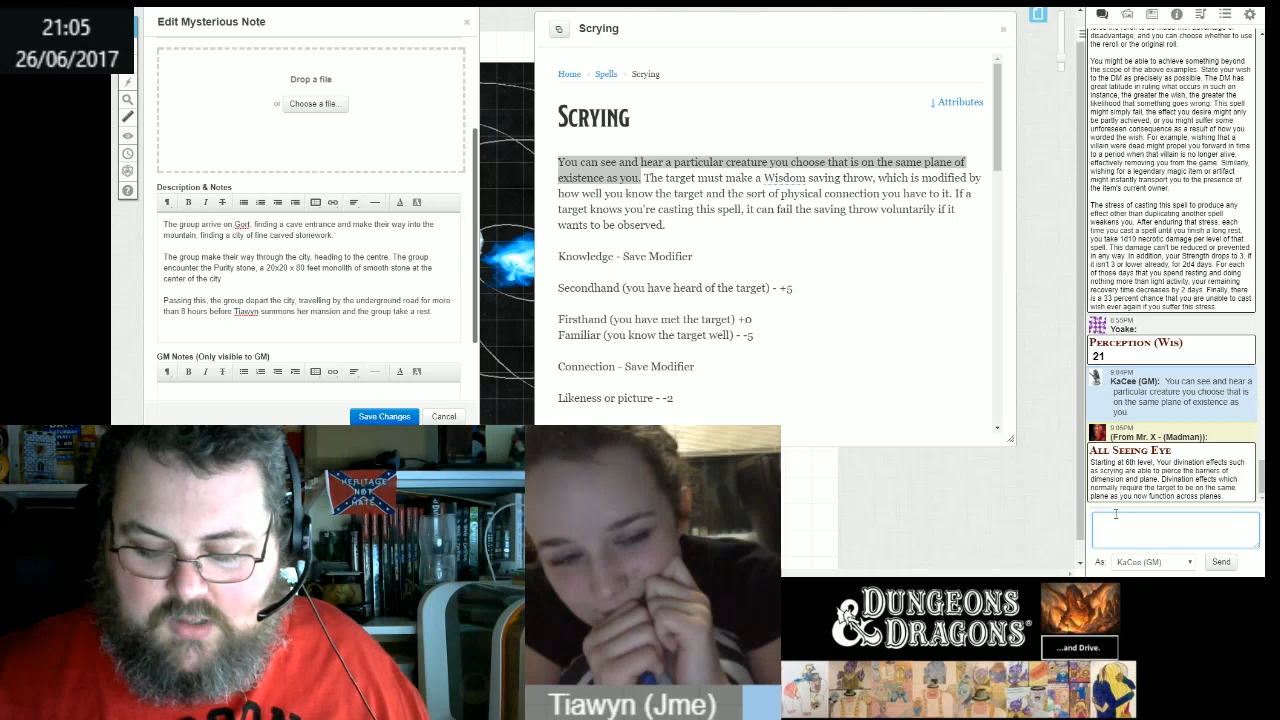 21:05
26/06/2017
Edit Mysterious Note
×
Drop a file
or Choose a file...
Description & Notes
The group arrive on Gort, finding a cave entrance and make their way into the
mountain, finding a city of fine carved stonework.
The group make their way through the city, heading to the centre. The group
encounter the Purity stone, a 20x20 x 80 feet monolith of smooth stone at the
center of the city
Passing this, the group depart the city, travelling by the underground road for more
than 8 hours before Tiawyn summons her mansion and the group take a rest.
GM Notes (Only visible to GM)
Save Changes
Cancel
Scrying
×
Home Spells Scrying
Scrying
↓ Attributes
You can see and hear a particular creature you choose that is on the same plane of
existence as you. The target must make a Wisdom saving throw, which is modified by
how well you know the target and the sort of physical connection you have to it. If a
target knows you're casting this spell, it can fail the saving throw voluntarily if it
wants to be observed.
Knowledge - Save Modifier
Secondhand (you have heard of the target) - +5
Firsthand (you have met the target) +0
Familiar (you know the target well) - -5
Connection - Save Modifier
Likeness or picture - -2
disadvantage, and you can choose whether to use
the reroll or the original roll.
You might be able to achieve something beyond
the scope of the above examples. State your wish
to the DM as precisely as possible. The DM has
great latitude in ruling what occurs in such an
instance, the greater the wish, the greater the
likelihood that something goes wrong. This spell
might simply fail, the effect you desire might only
be partly achieved, or you might suffer some
unforeseen consequence as a result of how you
worded the wish. For example, wishing that a
villain were dead might propel you forward in time
to a period when that villain is no longer alive,
effectively removing you from the game. Similarly,
wishing for a legendary magic item or artifact
might instantly transport you to the presence of
the item's current owner.
The stress of casting this spell to produce any
effect other than duplicating another spell
weakens you. After enduring that stress, each
time you cast a spell until you finish a long rest,
you take 1d10 necrotic damage per level of that
spell. This damage can't be reduced or prevented
in any way. In addition, your Strength drops to 3, if
it isn't 3 or lower already, for 2d4 days. For each
of those days that you spend resting and doing
nothing more than light activity, your remaining
recovery time decreases by 2 days. Finally, there
is a 33 percent chance that you are unable to cast
wish ever again if you suffer this stress.
8:55PM
Yoake:
Perception (Wis)
21
9:04PM
KaCee (GM): You can see and hear a
particular creature you choose that is
on the same plane of existence as
you.
9:05PM
(From Mr. X - (Madman)):
All Seeing Eye
Starting at 6th level, Your divination effects such
as scrying are able to pierce the barriers of
dimension and plane. Divination effects which
normally require the target to be on the same
plane as you now function across planes.
As: KaCee (GM) Send
HERITAGE
NOT
HATE
Tiawyn (Jme)
DUNGEONS
& DRAGONS®
...and Drive.